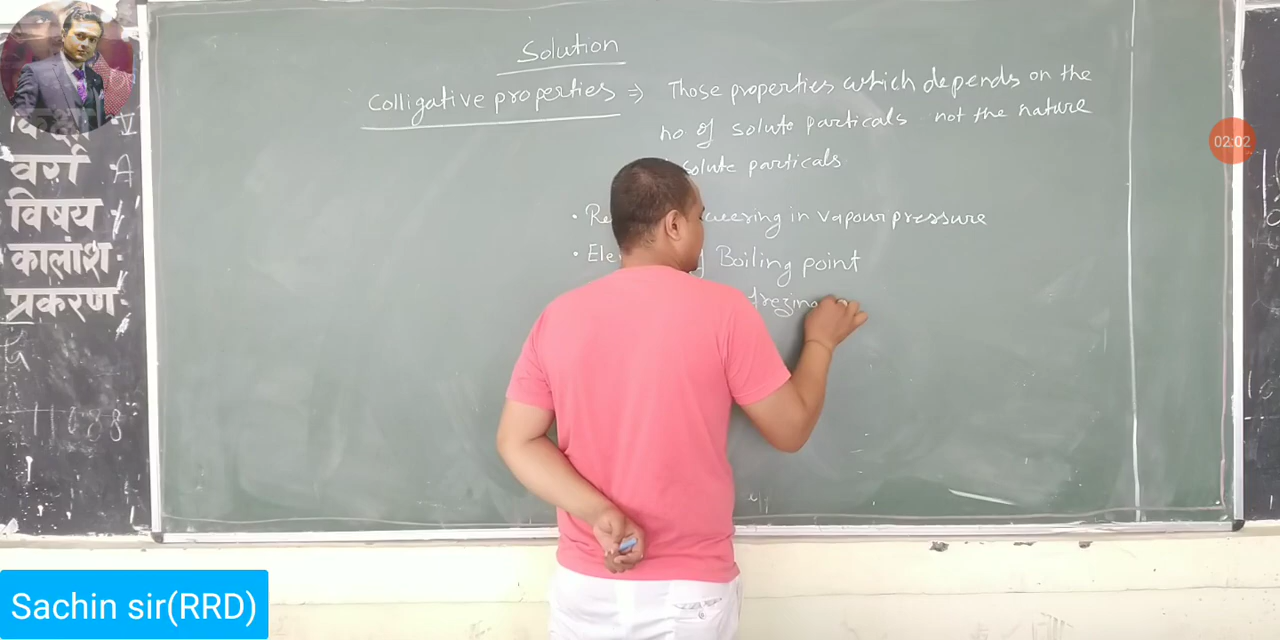 Solution
Colligative properties ⇒ Those properties which depends on the
no of solute particals not the nature
solute particals
• in vapour pressure
• Boiling point
वर्ग A
विषय
कालांश
प्रकरण
02:02
Sachin sir(RRD)